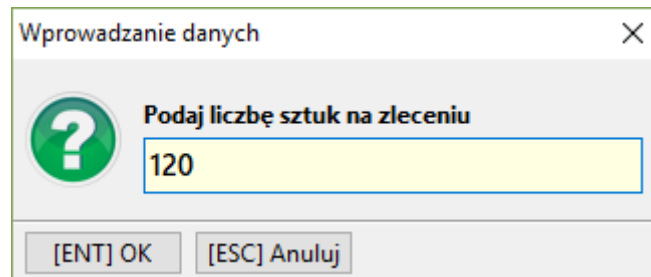 Wprowadzanie danych
Podaj liczbę sztuk na zleceniu
120
[ENT] OK [ESC] Anuluj